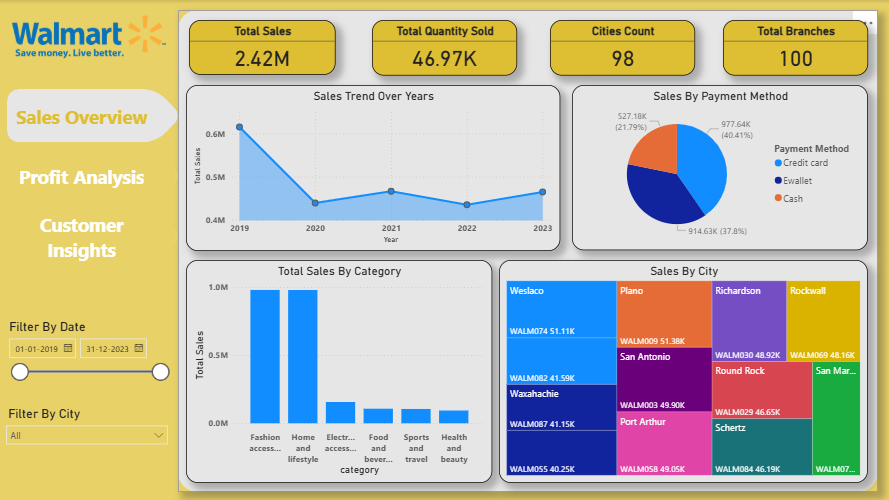 Walmart
Save money. Live better.
Sales Overview
Profit Analysis
Customer
Insights
Filter By Date
01-01-2019
31-12-2023
Filter By City
All
Total Sales
2.42M
Total Quantity Sold
46.97K
Cities Count
98
Total Branches
100
Sales Trend Over Years
Total Sales
0.6M
0.5M
0.4M
2019
2020
2021
2022
2023
Year
Sales By Payment Method
527.18K
(21.79%)
977.64K
(40.41%)
914.63K (37.8%)
Payment Method
Credit card
Ewallet
Cash
Total Sales By Category
Total Sales
1.0M
0.5M
0.0M
Fashion
access...
Home
and
lifestyle
Electr...
access...
Food
and
bever...
Sports
and
travel
Health
and
beauty
category
Sales By City
Weslaco
WALM074 51.11K
WALM082 41.59K
Waxahachie
WALM087 41.15K
WALM055 40.25K
Plano
WALM009 51.38K
San Antonio
WALM003 49.90K
Port Arthur
WALM058 49.05K
Richardson
WALM030 48.92K
Rockwall
WALM069 48.16K
Round Rock
WALM029 46.65K
Schertz
WALM084 46.19K
San Mar...
WALM07...